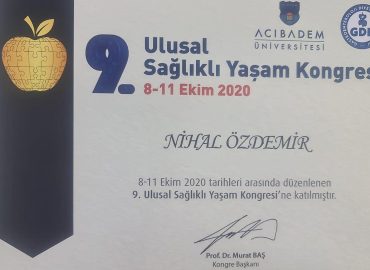 ACIBADEM
ÜNİVERSİTESİ
9. Ulusal
Sağlıklı Yaşam Kongres
8-11 Ekim 2020
NİHAL ÖZDEMİR
8-11 Ekim 2020 tarihleri arasında düzenlenen
9. Ulusal Sağlıklı Yaşam Kongresi'ne katılmıştır.
Prof. Dr. Murat BAŞ
Kongre Başkanı